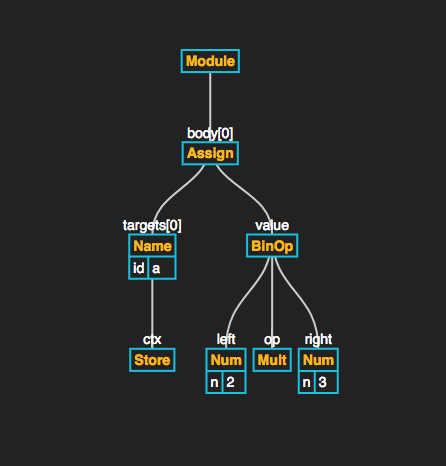 Module
body[0]
Assign
targets[0] value
Name BinOp
id a
ctx left op right
Store Num Mult Num
n 2 n 3